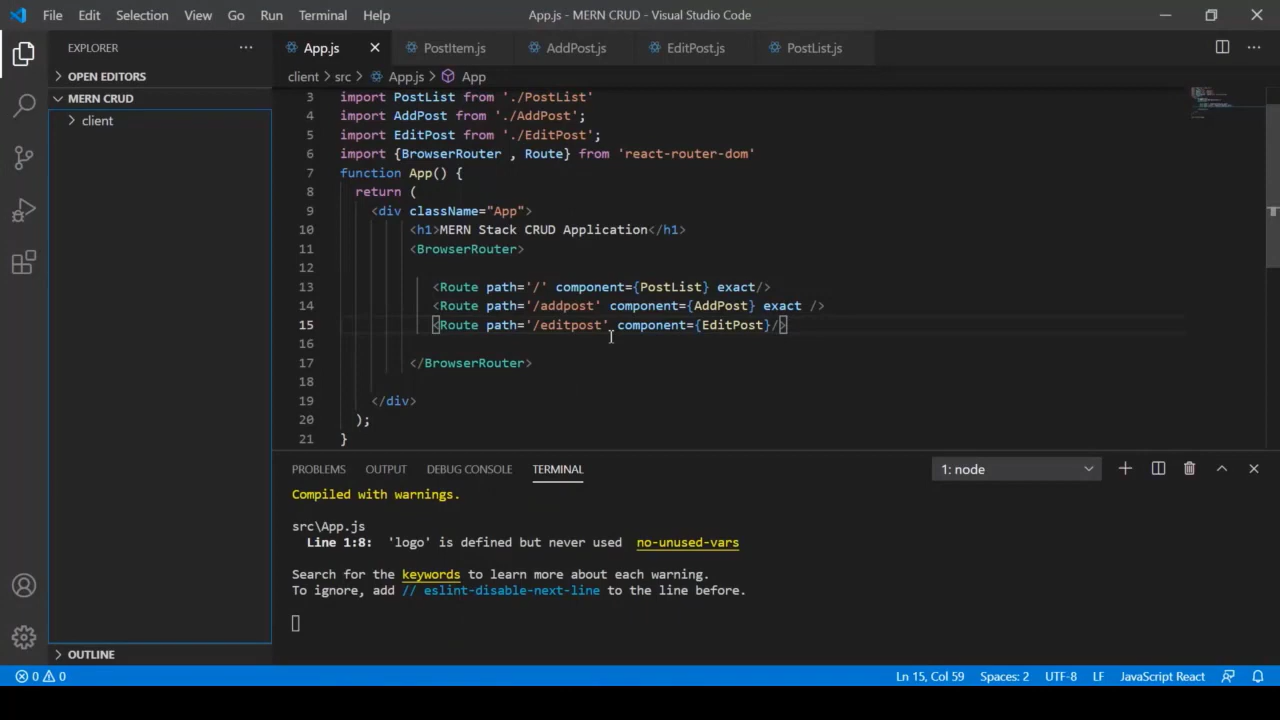 File Edit Selection View Go Run Terminal Help App.js - MERN CRUD - Visual Studio Code
EXPLORER ··· App.js PostItem.js AddPost.js EditPost.js PostList.js ···
OPEN EDITORS client > src > App.js > App
MERN CRUD
client
3 import PostList from './PostList'
4 import AddPost from './AddPost';
5 import EditPost from './EditPost';
6 import {BrowserRouter , Route} from 'react-router-dom'
7 function App() {
8 return (
9 <div className="App">
10 <h1>MERN Stack CRUD Application</h1>
11 <BrowserRouter>
12
13 <Route path='/' component={PostList} exact/>
14 <Route path='/addpost' component={AddPost} exact />
15 <Route path='/editpost' component={EditPost}/>
16
17 </BrowserRouter>
18
19 </div>
20 );
21 }
PROBLEMS OUTPUT DEBUG CONSOLE TERMINAL 1: node
Compiled with warnings.
src\App.js
Line 1:8: 'logo' is defined but never used no-unused-vars
Search for the keywords to learn more about each warning.
To ignore, add // eslint-disable-next-line to the line before.
OUTLINE
0 0 Ln 15, Col 59 Spaces: 2 UTF-8 LF JavaScript React